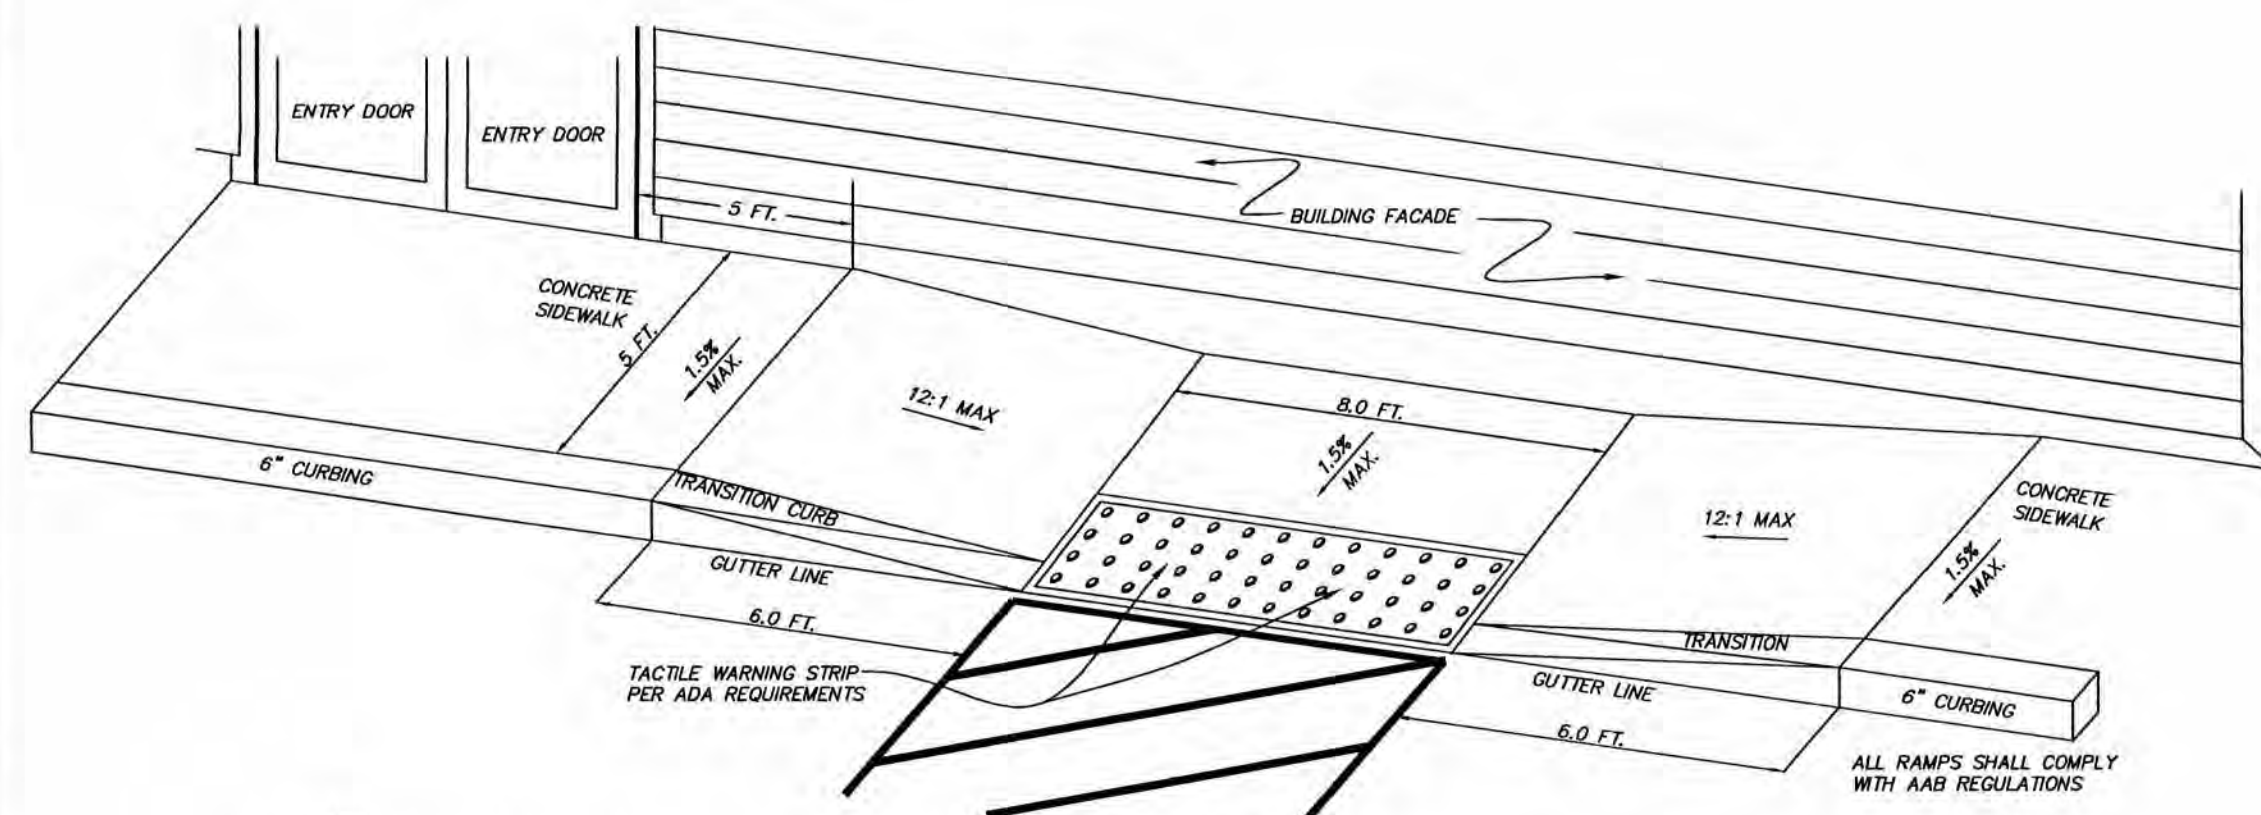 ENTRY DOOR
ENTRY DOOR
5 FT.
BUILDING FACADE
CONCRETE
SIDEWALK
5 FT.
1.5%
MAX.
12:1 MAX
8.0 FT.
1.5%
MAX.
12:1 MAX
CONCRETE
SIDEWALK
1.5%
MAX.
6" CURBING
TRANSITION CURB
GUTTER LINE
6.0 FT.
TACTILE WARNING STRIP
PER ADA REQUIREMENTS
TRANSITION
GUTTER LINE
6" CURBING
6.0 FT.
ALL RAMPS SHALL COMPLY
WITH AAB REGULATIONS